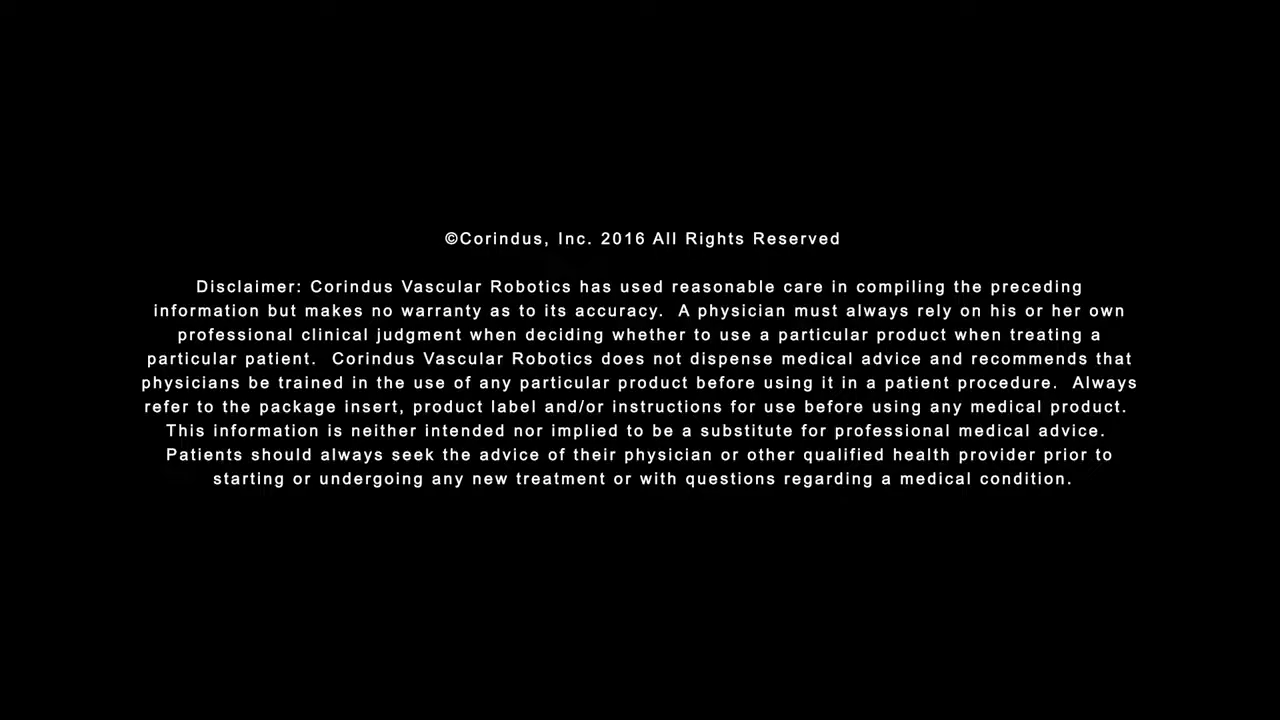 ©Corindus, Inc. 2016 All Rights Reserved
Disclaimer: Corindus Vascular Robotics has used reasonable care in compiling the preceding
information but makes no warranty as to its accuracy.  A physician must always rely on his or her own
professional clinical judgment when deciding whether to use a particular product when treating a
particular patient.  Corindus Vascular Robotics does not dispense medical advice and recommends that
physicians be trained in the use of any particular product before using it in a patient procedure.  Always
refer to the package insert, product label and/or instructions for use before using any medical product.
This information is neither intended nor implied to be a substitute for professional medical advice.
Patients should always seek the advice of their physician or other qualified health provider prior to
starting or undergoing any new treatment or with questions regarding a medical condition.